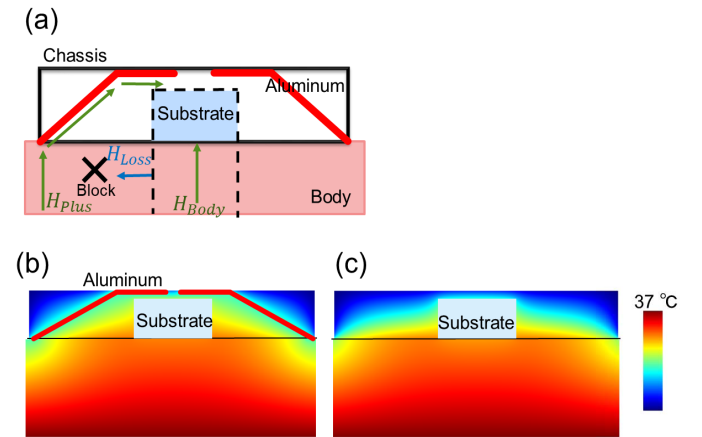 (a)
Chassis
Aluminum
Substrate
H_Loss
Block
H_Plus
H_Body
Body
(b)
Aluminum
Substrate
(c)
Substrate
37 ℃